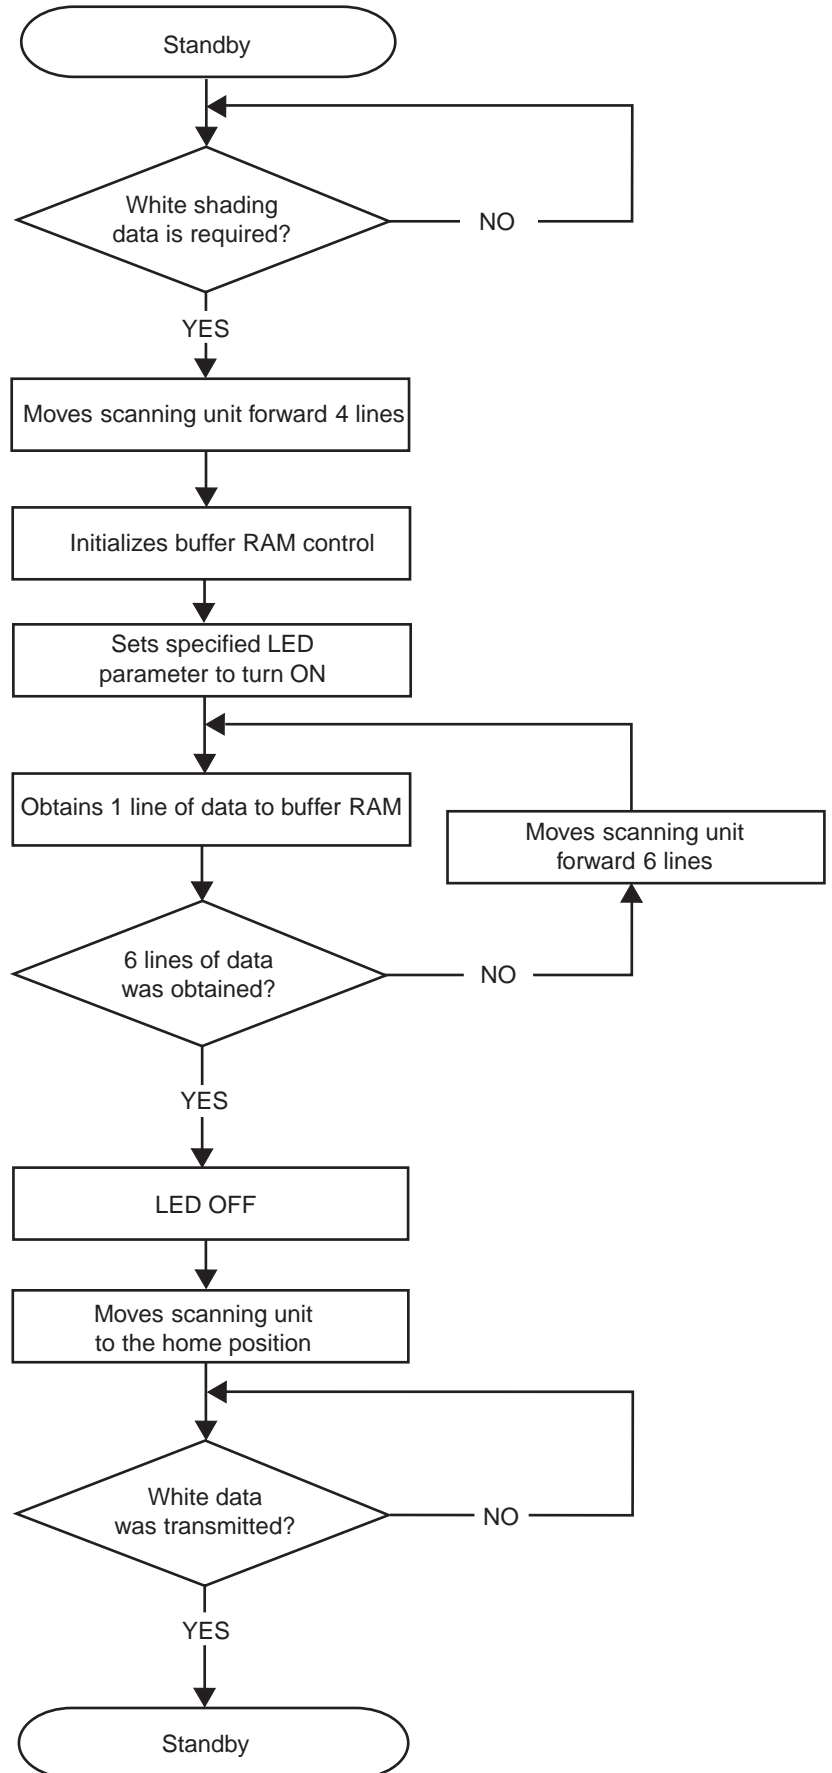 Standby
White shading
data is required?
NO
YES
Moves scanning unit forward 4 lines
Initializes buffer RAM control
Sets specified LED
parameter to turn ON
Obtains 1 line of data to buffer RAM
Moves scanning unit
forward 6 lines
6 lines of data
was obtained?
NO
YES
LED OFF
Moves scanning unit
to the home position
White data
was transmitted?
NO
YES
Standby